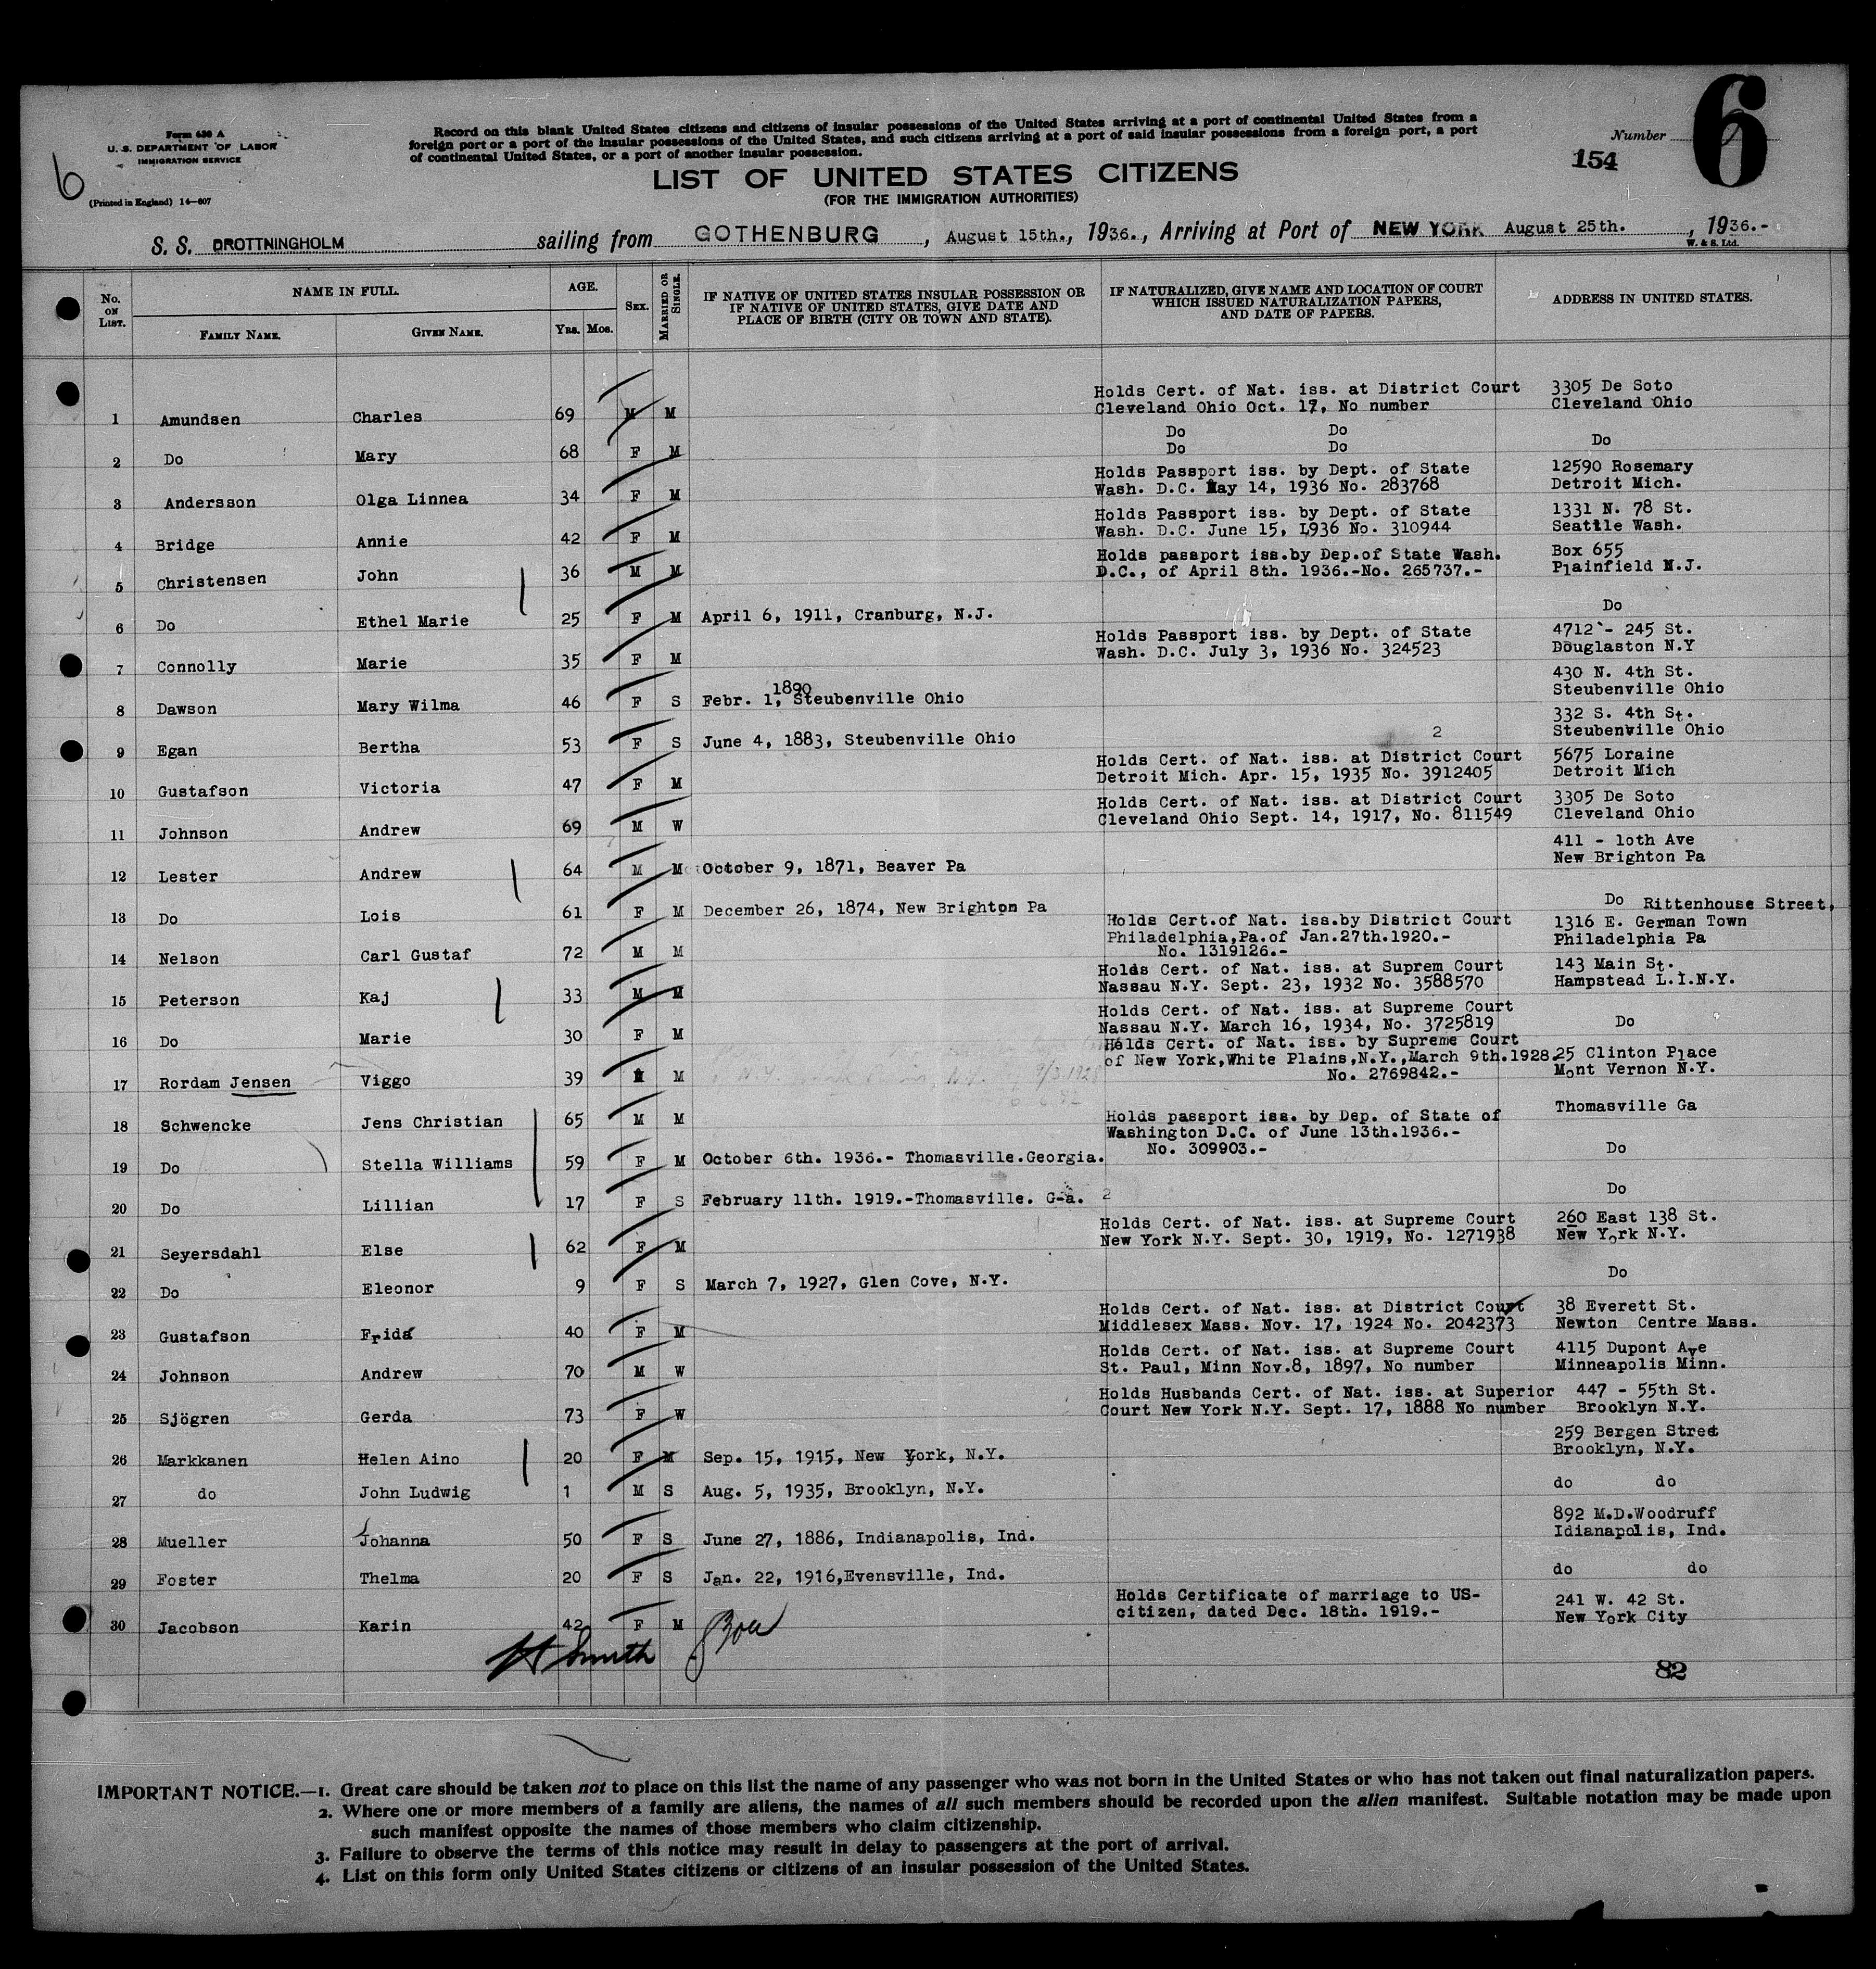 Form 630 A
U. S. DEPARTMENT OF LABOR
IMMIGRATION SERVICE
(Printed in England) 14—607
6
Record on this blank United States citizens and citizens of insular possessions of the United States arriving at a port of continental United States from a
foreign port or a port of the insular possessions of the United States, and such citizens arriving at a port of said insular possessions from a foreign port, a port
of continental United States, or a port of another insular possession.
Number 6
154
LIST OF UNITED STATES CITIZENS
(FOR THE IMMIGRATION AUTHORITIES)
S. S. DROTTNINGHOLM sailing from GOTHENBURG, August 15th., 1936., Arriving at Port of NEW YORK August 25th., 1936.-
W. & S. Ltd.
No. ON LIST. NAME IN FULL. FAMILY NAME. GIVEN NAME. AGE. YRS. MOS. SEX. MARRIED OR SINGLE. IF NATIVE OF UNITED STATES INSULAR POSSESSION OR IF NATIVE OF UNITED STATES, GIVE DATE AND PLACE OF BIRTH (CITY OR TOWN AND STATE). IF NATURALIZED, GIVE NAME AND LOCATION OF COURT WHICH ISSUED NATURALIZATION PAPERS, AND DATE OF PAPERS. ADDRESS IN UNITED STATES.
1 Amundsen Charles 69 M M Holds Cert. of Nat. iss. at District Court Cleveland Ohio Oct. 17, No number 3305 De Soto Cleveland Ohio
2 Do Mary 68 F M Do Do Do Do Do
3 Andersson Olga Linnea 34 F M Holds Passport iss. by Dept. of State Wash. D.C. May 14, 1936 No. 283768 12590 Rosemary Detroit Mich.
4 Bridge Annie 42 F M Holds Passport iss. by Dept. of State Wash. D.C. June 15, 1936 No. 310944 1331 N. 78 St. Seattle Wash.
5 Christensen John 36 M M Holds passport iss.by Dep.of State Wash. D.C., of April 8th. 1936.-No. 265737.- Box 655 Plainfield N.J.
6 Do Ethel Marie 25 F M April 6, 1911, Cranburg, N.J. Do
7 Connolly Marie 35 F M Holds Passport iss. by Dept. of State Wash. D.C. July 3, 1936 No. 324523 4712 - 245 St. Douglaston N.Y
8 Dawson Mary Wilma 46 F S Febr. 1, 1890 Steubenville Ohio 430 N. 4th St. Steubenville Ohio
9 Egan Bertha 53 F S June 4, 1883, Steubenville Ohio 2 332 S. 4th St. Steubenville Ohio
10 Gustafson Victoria 47 F M Holds Cert. of Nat. iss. at District Court Detroit Mich. Apr. 15, 1935 No. 3912405 5675 Loraine Detroit Mich
11 Johnson Andrew 69 M W Holds Cert. of Nat. iss. at District Court Cleveland Ohio Sept. 14, 1917, No. 811549 3305 De Soto Cleveland Ohio
12 Lester Andrew 64 M M October 9, 1871, Beaver Pa 411 - 1oth Ave New Brighton Pa
13 Do Lois 61 F M December 26, 1874, New Brighton Pa Do
14 Nelson Carl Gustaf 72 M M Holds Cert.of Nat. iss.by District Court Philadelphia,Pa.of Jan.27th.1920.- No. 1319126.- Rittenhouse Street, 1316 E. German Town Philadelphia Pa
15 Peterson Kaj 33 M M Holds Cert. of Nat. iss. at Suprem Court Nassau N.Y. Sept. 23, 1932 No. 3588570 143 Main St. Hampstead L.I.N.Y.
16 Do Marie 30 F M Holds Cert. of Nat. iss. at Supreme Court Nassau N.Y. March 16, 1934, No. 3725819 Do
17 Rordam Jensen Viggo 39 M M Holds Cert. of Nat. iss. by Supreme Court of New York,White Plains,N.Y.,March 9th.1928. No. 2769842.- 25 Clinton Place Mont Vernon N.Y.
18 Schwencke Jens Christian 65 M M Holds passport iss. by Dep. of State of Washington D.C. of June 13th.1936.- No. 309903.- Thomasville Ga
19 Do Stella Williams 59 F M October 6th. 1936.- Thomasville.Georgia. Do
20 Do Lillian 17 F S February 11th. 1919.-Thomasville. G-a. 2 Do
21 Seyersdahl Else 62 F M Holds Cert. of Nat. iss. at Supreme Court New York N.Y. Sept. 30, 1919, No. 1271938 260 East 138 St. New York N.Y.
22 Do Eleonor 9 F S March 7, 1927, Glen Cove, N.Y. Do
23 Gustafson Frida 40 F M Holds Cert. of Nat. iss. at District Court Middlesex Mass. Nov. 17, 1924 No. 2042373 38 Everett St. Newton Centre Mass.
24 Johnson Andrew 70 M W Holds Cert. of Nat. iss. at Supreme Court St. Paul, Minn Nov.8, 1897, No number 4115 Dupont Ave Minneapolis Minn.
25 Sjögren Gerda 73 F W Holds Husbands Cert. of Nat. iss. at Superior Court New York N.Y. Sept. 17, 1888 No number 447 - 55th St. Brooklyn N.Y.
26 Markkanen Helen Aino 20 F M Sep. 15, 1915, New York, N.Y. 259 Bergen Street Brooklyn, N.Y.
27 do John Ludwig 1 M S Aug. 5, 1935, Brooklyn, N.Y. do do
28 Mueller Johanna 50 F S June 27, 1886, Indianapolis, Ind. 892 M.D.Woodruff Idianapolis, Ind.
29 Foster Thelma 20 F S Jan. 22, 1916,Evensville, Ind. do do
30 Jacobson Karin 42 F M Holds Certificate of marriage to US- citizen, dated Dec. 18th. 1919.- 241 W. 42 St. New York City
Smith
82
IMPORTANT NOTICE.—1. Great care should be taken not to place on this list the name of any passenger who was not born in the United States or who has not taken out final naturalization papers.
2. Where one or more members of a family are aliens, the names of all such members should be recorded upon the alien manifest. Suitable notation may be made upon
such manifest opposite the names of those members who claim citizenship.
3. Failure to observe the terms of this notice may result in delay to passengers at the port of arrival.
4. List on this form only United States citizens or citizens of an insular possession of the United States.